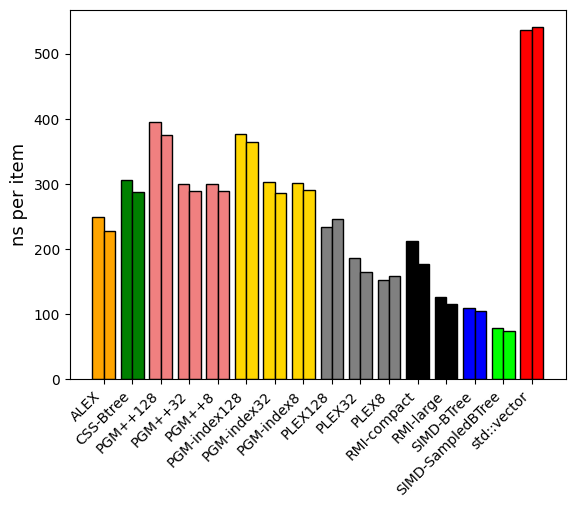 ns per item
500
400
300
200
100
0
ALEX
CSS-Btree
PGM++128
PGM++32
PGM++8
PGM-index128
PGM-index32
PGM-index8
PLEX128
PLEX32
PLEX8
RMI-compact
RMI-large
SIMD-BTree
SIMD-SampledBTree
std::vector